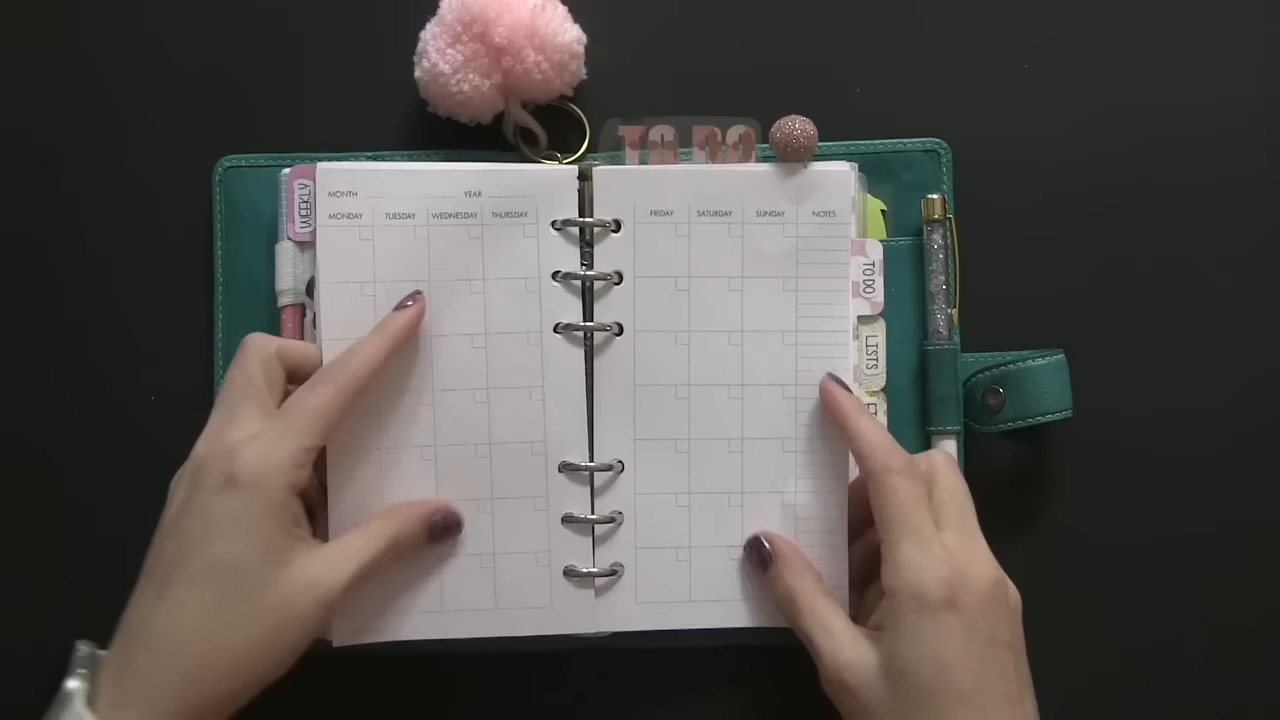 TO DO
WEEKLY
MONTH YEAR
MONDAY TUESDAY WEDNESDAY THURSDAY FRIDAY SATURDAY SUNDAY NOTES
TO DO
LISTS